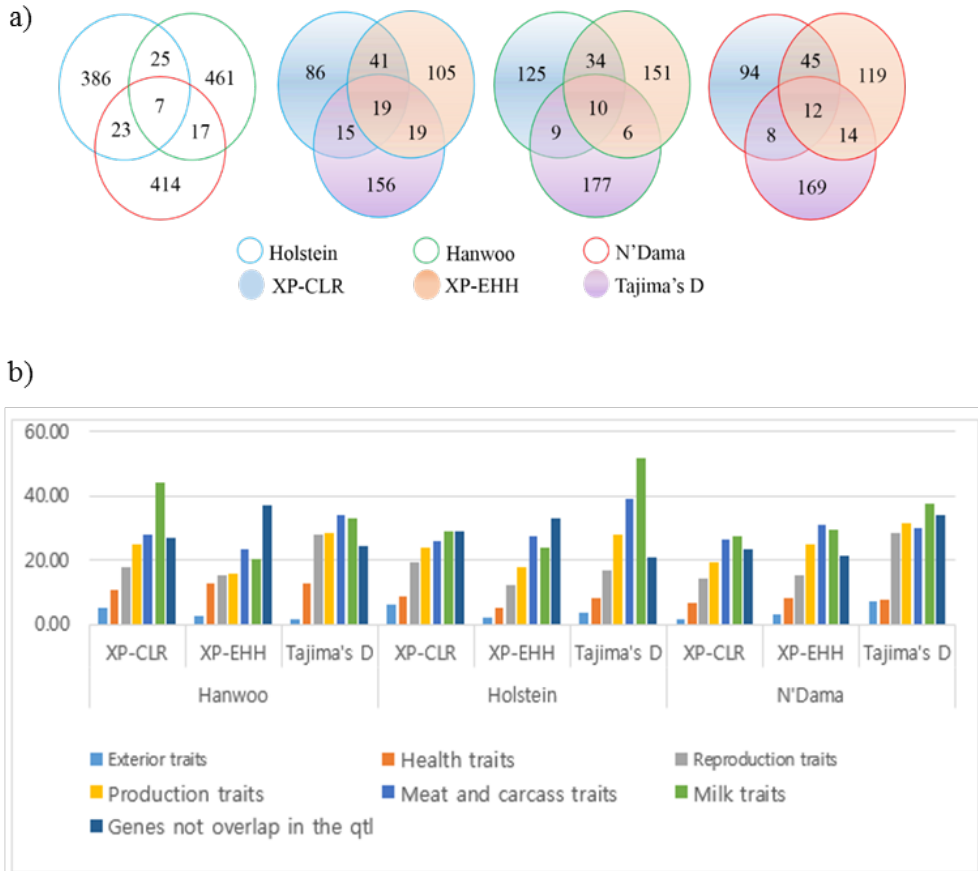 a)
25
386
461
7
23
17
414
41
86
105
19
15
19
156
34
125
151
10
9
6
177
45
94
119
12
8
14
169
Holstein
Hanwoo
N'Dama
XP-CLR
XP-EHH
Tajima's D
b)
60.00
40.00
20.00
0.00
XP-CLR XP-EHH Tajima's D XP-CLR XP-EHH Tajima's D XP-CLR XP-EHH Tajima's D
Hanwoo Holstein N'Dama
Exterior traits
Health traits
Reproduction traits
Production traits
Meat and carcass traits
Milk traits
Genes not overlap in the qtl